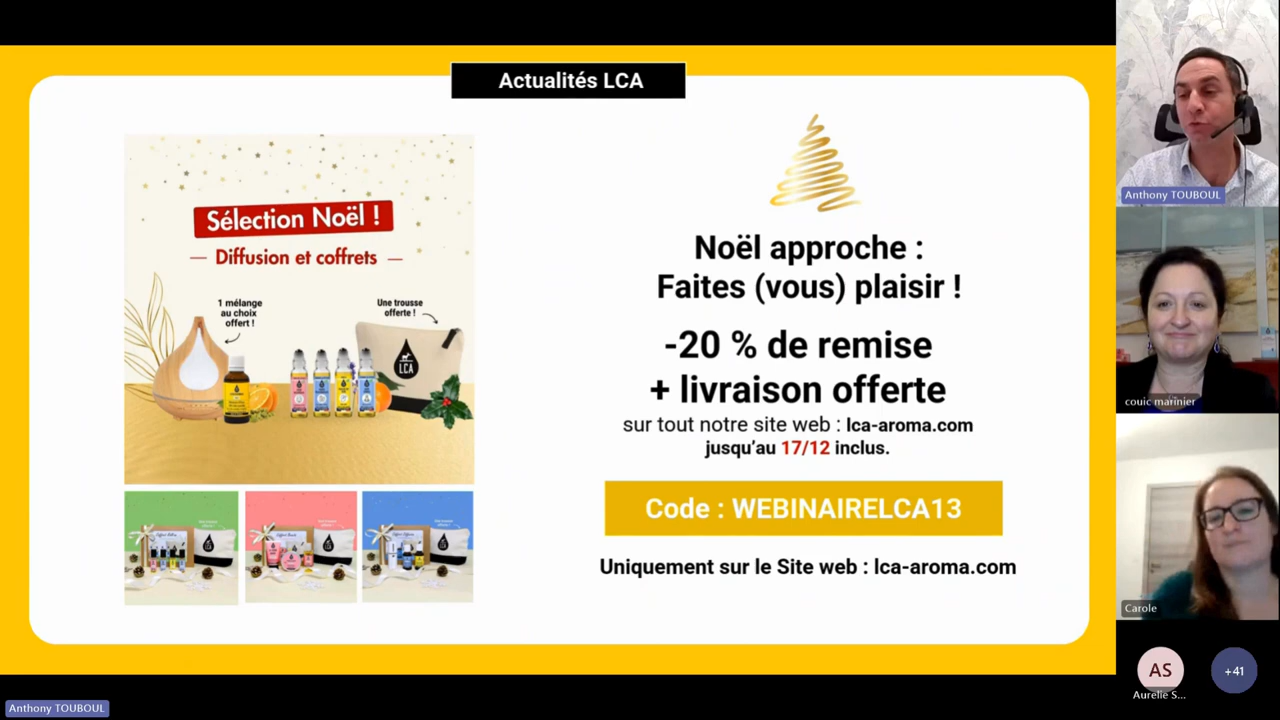 Actualités LCA
Sélection Noël !
Diffusion et coffrets
1 mélange
au choix
offert !
Une trousse
offerte !
LCA
Noël approche :
Faites (vous) plaisir !
-20 % de remise
+ livraison offerte
sur tout notre site web : lca-aroma.com
jusqu’au 17/12 inclus.
Code : WEBINAIRELCA13
Uniquement sur le Site web : lca-aroma.com
Anthony TOUBOUL
couic marinier
Carole
AS
Aurelie S...
+41
Anthony TOUBOUL